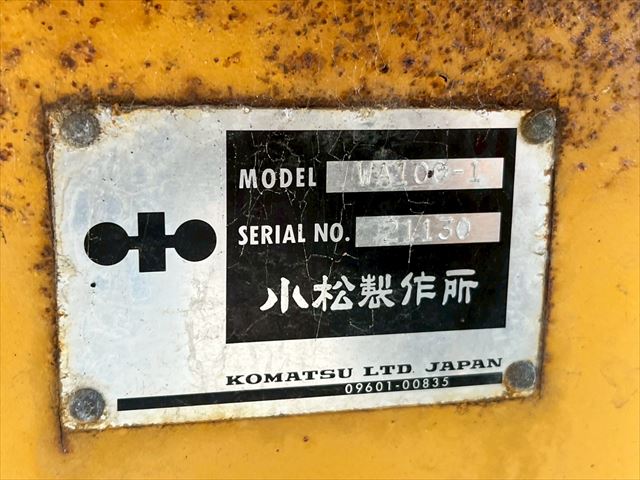 MODEL WA100-1
SERIAL NO. 21130
小松製作所
KOMATSU LTD. JAPAN
09601-00835